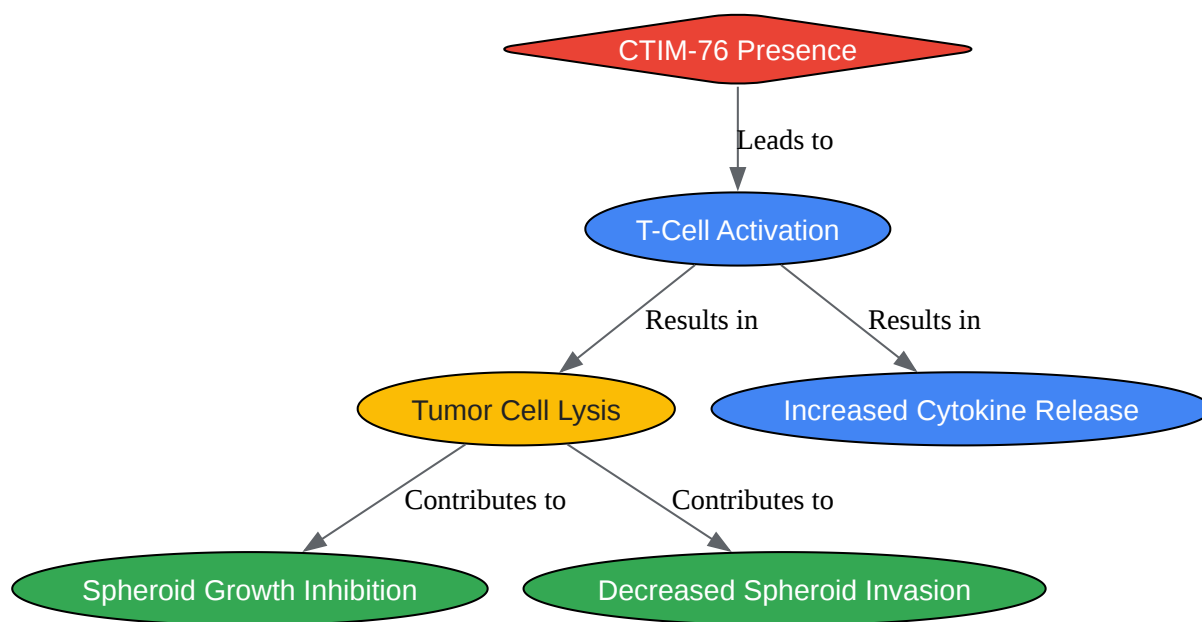 CTIM-76 Presence
Leads to
T-Cell Activation
Results in
Results in
Tumor Cell Lysis
Increased Cytokine Release
Contributes to
Contributes to
Spheroid Growth Inhibition
Decreased Spheroid Invasion